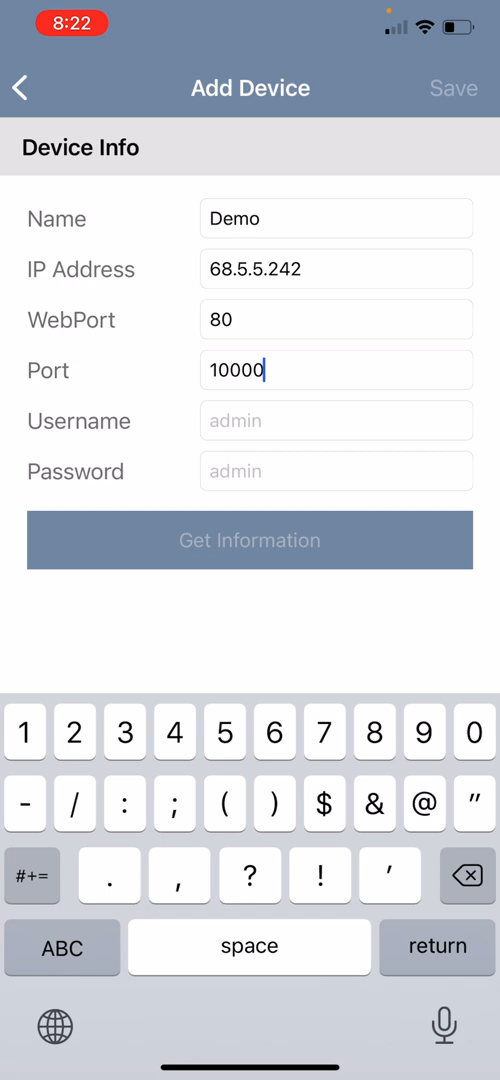 8:22
Add Device
Save
Device Info
Name
Demo
IP Address
68.5.5.242
WebPort
80
Port
10000
Username
admin
Password
admin
Get Information
1 2 3 4 5 6 7 8 9 0
- / : ; ( ) $ & @ "
#+= . , ? ! '
ABC space return